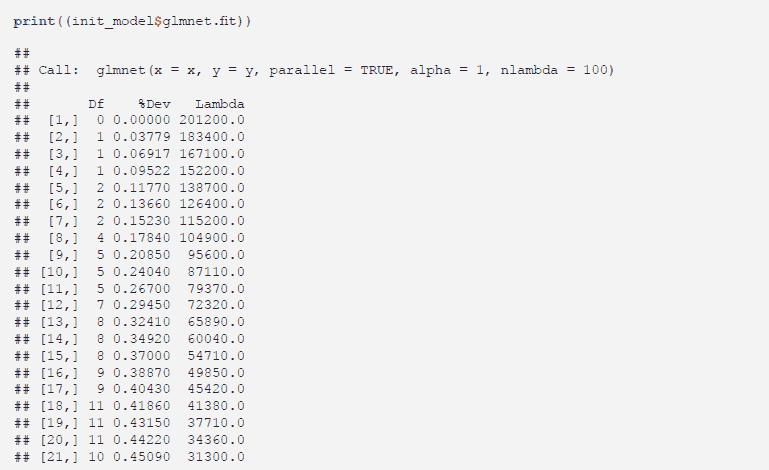 print((init_model$glmnet.fit))
##
## Call:  glmnet(x = x, y = y, parallel = TRUE, alpha = 1, nlambda = 100)
##
##       Df    %Dev   Lambda
##  [1,]  0 0.00000 201200.0
##  [2,]  1 0.03779 183400.0
##  [3,]  1 0.06917 167100.0
##  [4,]  1 0.09522 152200.0
##  [5,]  2 0.11770 138700.0
##  [6,]  2 0.13660 126400.0
##  [7,]  2 0.15230 115200.0
##  [8,]  4 0.17840 104900.0
##  [9,]  5 0.20850  95600.0
## [10,]  5 0.24040  87110.0
## [11,]  5 0.26700  79370.0
## [12,]  7 0.29450  72320.0
## [13,]  8 0.32410  65890.0
## [14,]  8 0.34920  60040.0
## [15,]  8 0.37000  54710.0
## [16,]  9 0.38870  49850.0
## [17,]  9 0.40430  45420.0
## [18,] 11 0.41860  41380.0
## [19,] 11 0.43150  37710.0
## [20,] 11 0.44220  34360.0
## [21,] 10 0.45090  31300.0